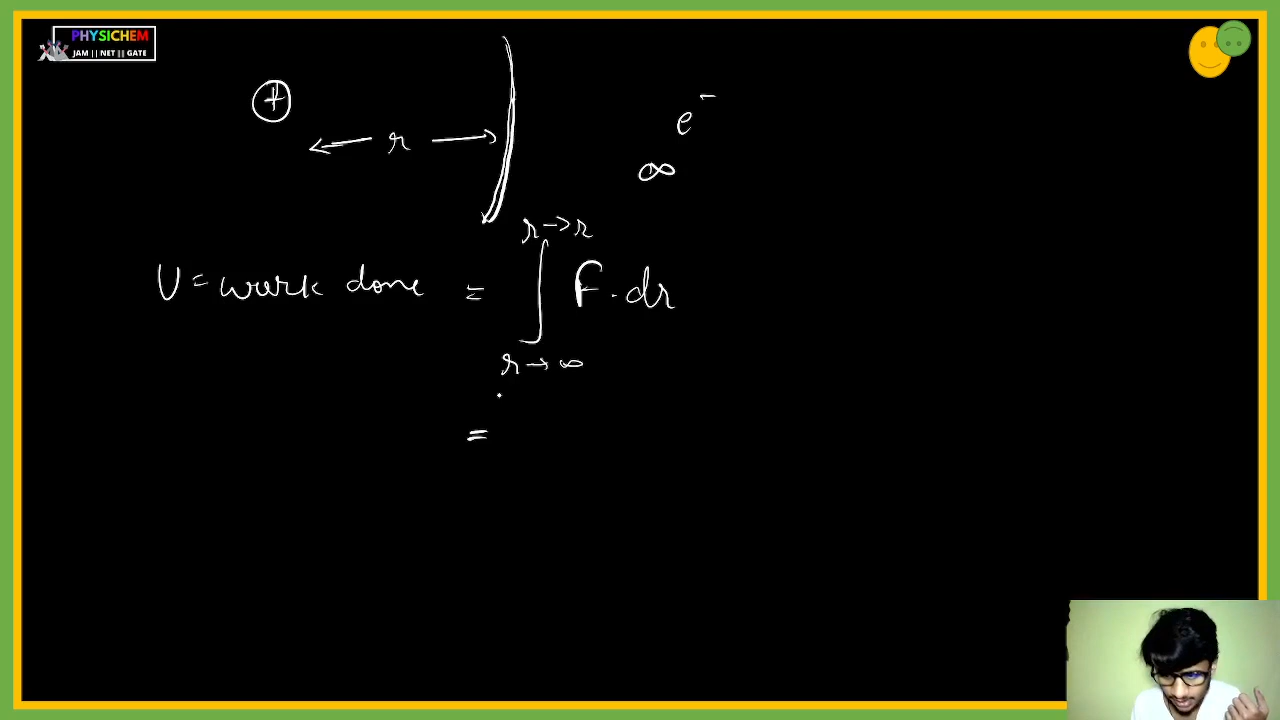 PHYSICHEM
JAM || NET || GATE
+
r
e⁻
∞
r→r
U = work done = ∫ F · dr
r→∞
=